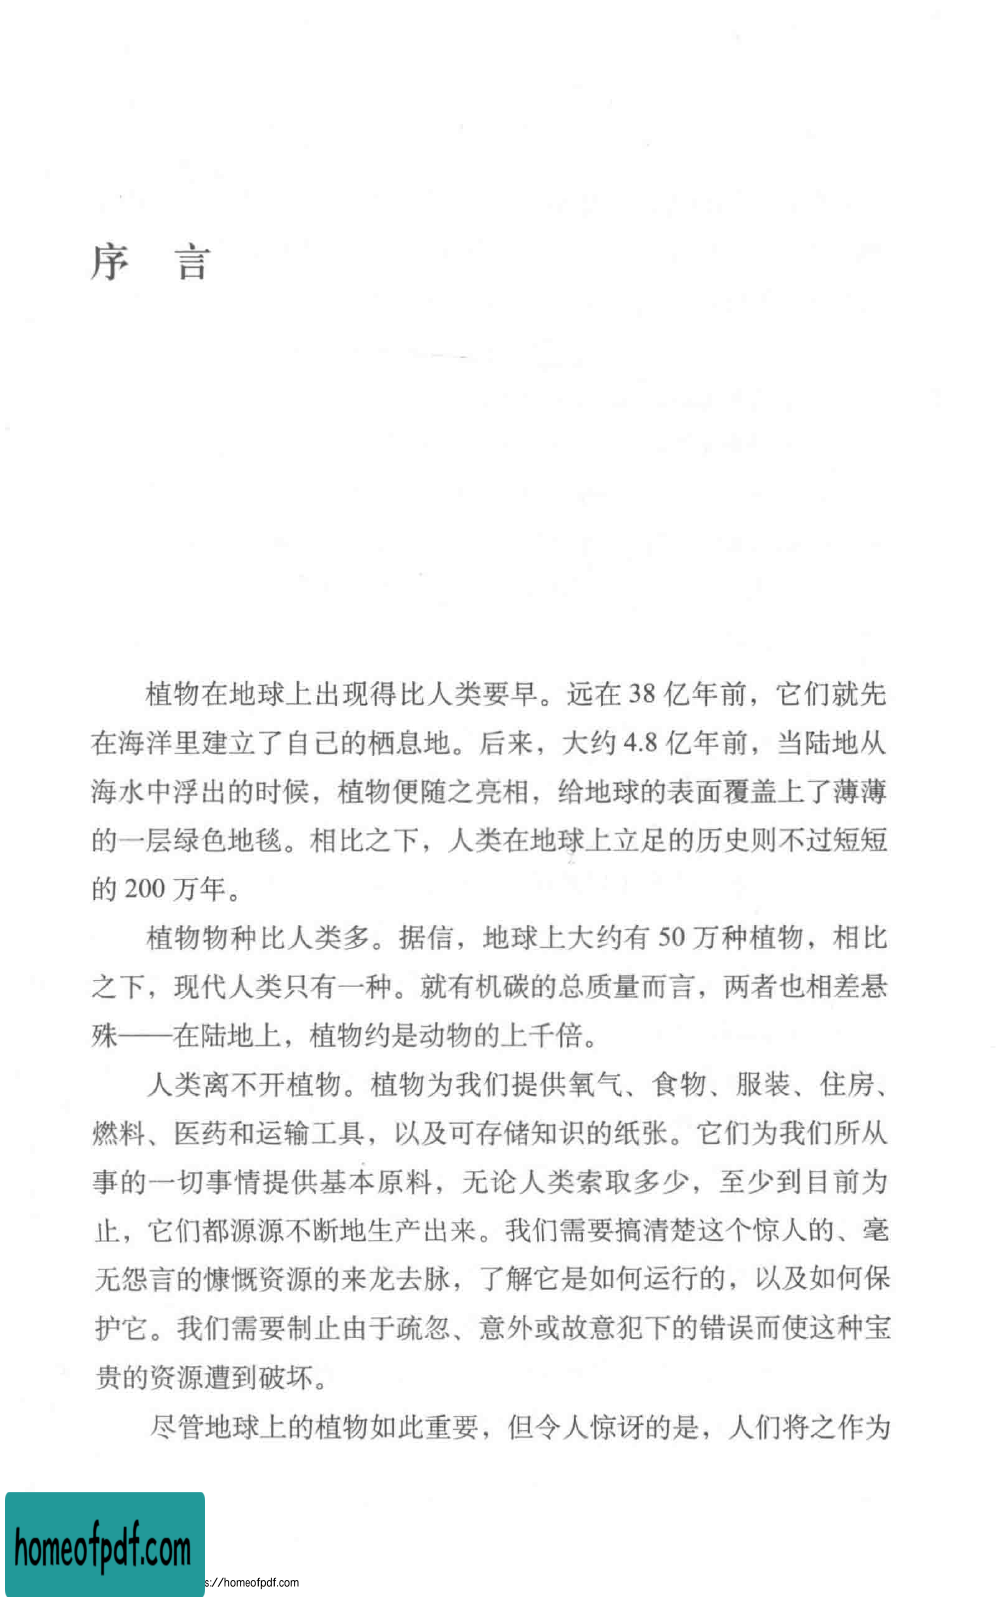 序 言
植物在地球上出现得比人类要早。远在 38 亿年前，它们就先
在海洋里建立了自己的栖息地。后来，大约 4.8 亿年前，当陆地从
海水中浮出的时候，植物便随之亮相，给地球的表面覆盖上了薄薄
的一层绿色地毯。相比之下，人类在地球上立足的历史则不过短短
的 200 万年。
植物物种比人类多。据信，地球上大约有 50 万种植物，相比
之下，现代人类只有一种。就有机碳的总质量而言，两者也相差悬
殊——在陆地上，植物约是动物的上千倍。
人类离不开植物。植物为我们提供氧气、食物、服装、住房、
燃料、医药和运输工具，以及可存储知识的纸张。它们为我们所从
事的一切事情提供基本原料，无论人类索取多少，至少到目前为
止，它们都源源不断地生产出来。我们需要搞清楚这个惊人的、毫
无怨言的慷慨资源的来龙去脉，了解它是如何运行的，以及如何保
护它。我们需要制止由于疏忽、意外或故意犯下的错误而使这种宝
贵的资源遭到破坏。
尽管地球上的植物如此重要，但令人惊讶的是，人们将之作为
homeofpdf.com
s://homeofpdf.com